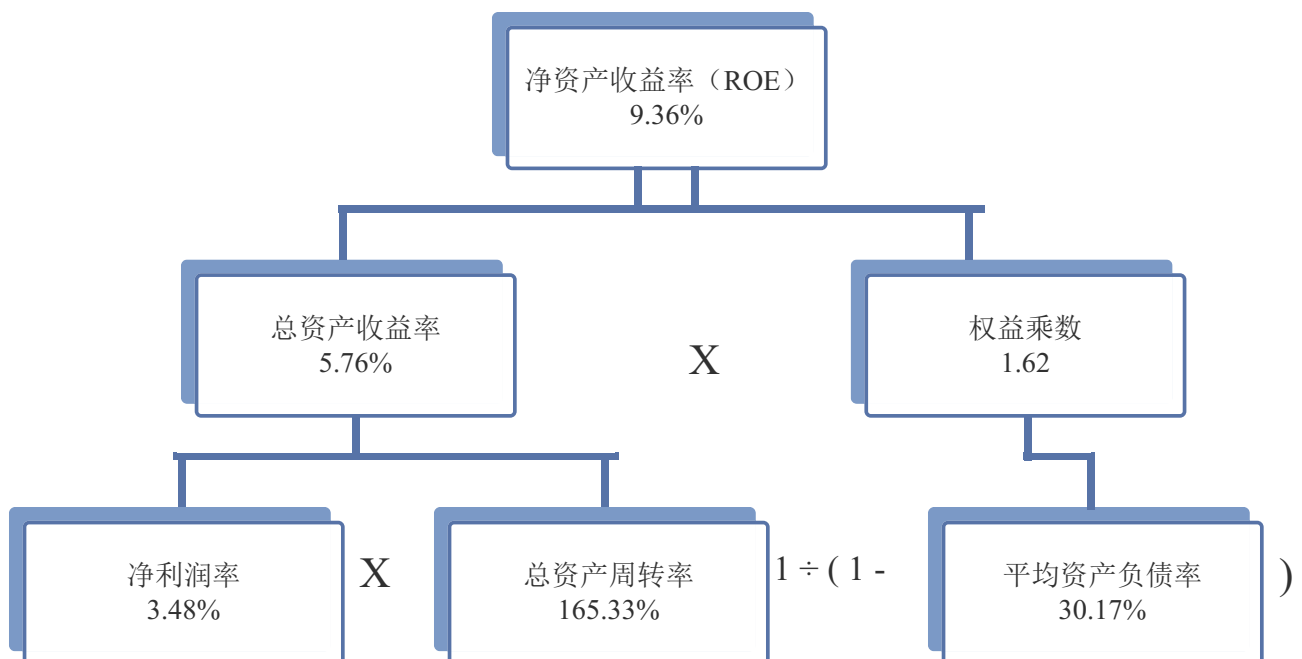 净资产收益率（ROE）
9.36%
总资产收益率
5.76%
X
权益乘数
1.62
净利润率
3.48%
X
总资产周转率
165.33%
1 ÷ ( 1 -
平均资产负债率
30.17%
)